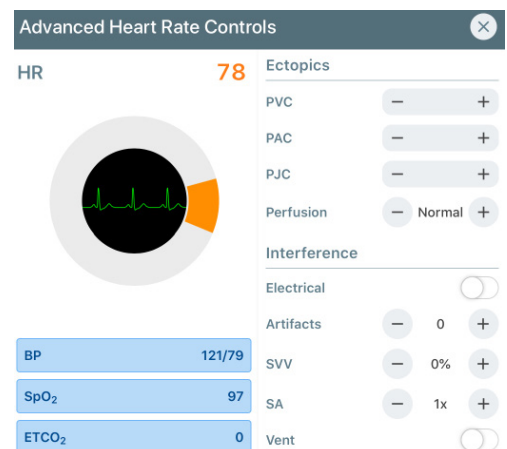 Advanced Heart Rate Controls
HR 78
BP 121/79
SpO₂ 97
ETCO₂ 0
Ectopics
PVC − +
PAC − +
PJC − +
Perfusion − Normal +
Interference
Electrical
Artifacts − 0 +
SVV − 0% +
SA − 1x +
Vent